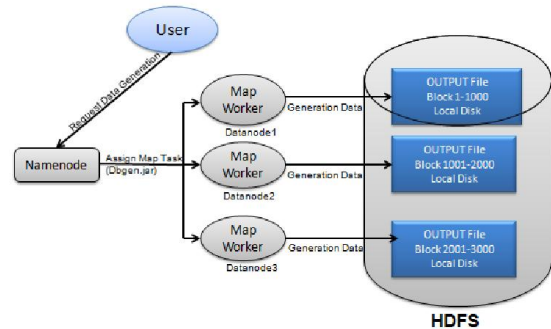 User
Request Data Generation
Namenode
Assign Map Task
(Dbgen.jar)
Map
Worker
Datanode1
Generation Data
OUTPUT File
Block 1-1000
Local Disk
Map
Worker
Datanode2
Generation Data
OUTPUT File
Block 1001-2000
Local Disk
Map
Worker
Datanode3
Generation Data
OUTPUT File
Block 2001-3000
Local Disk
HDFS